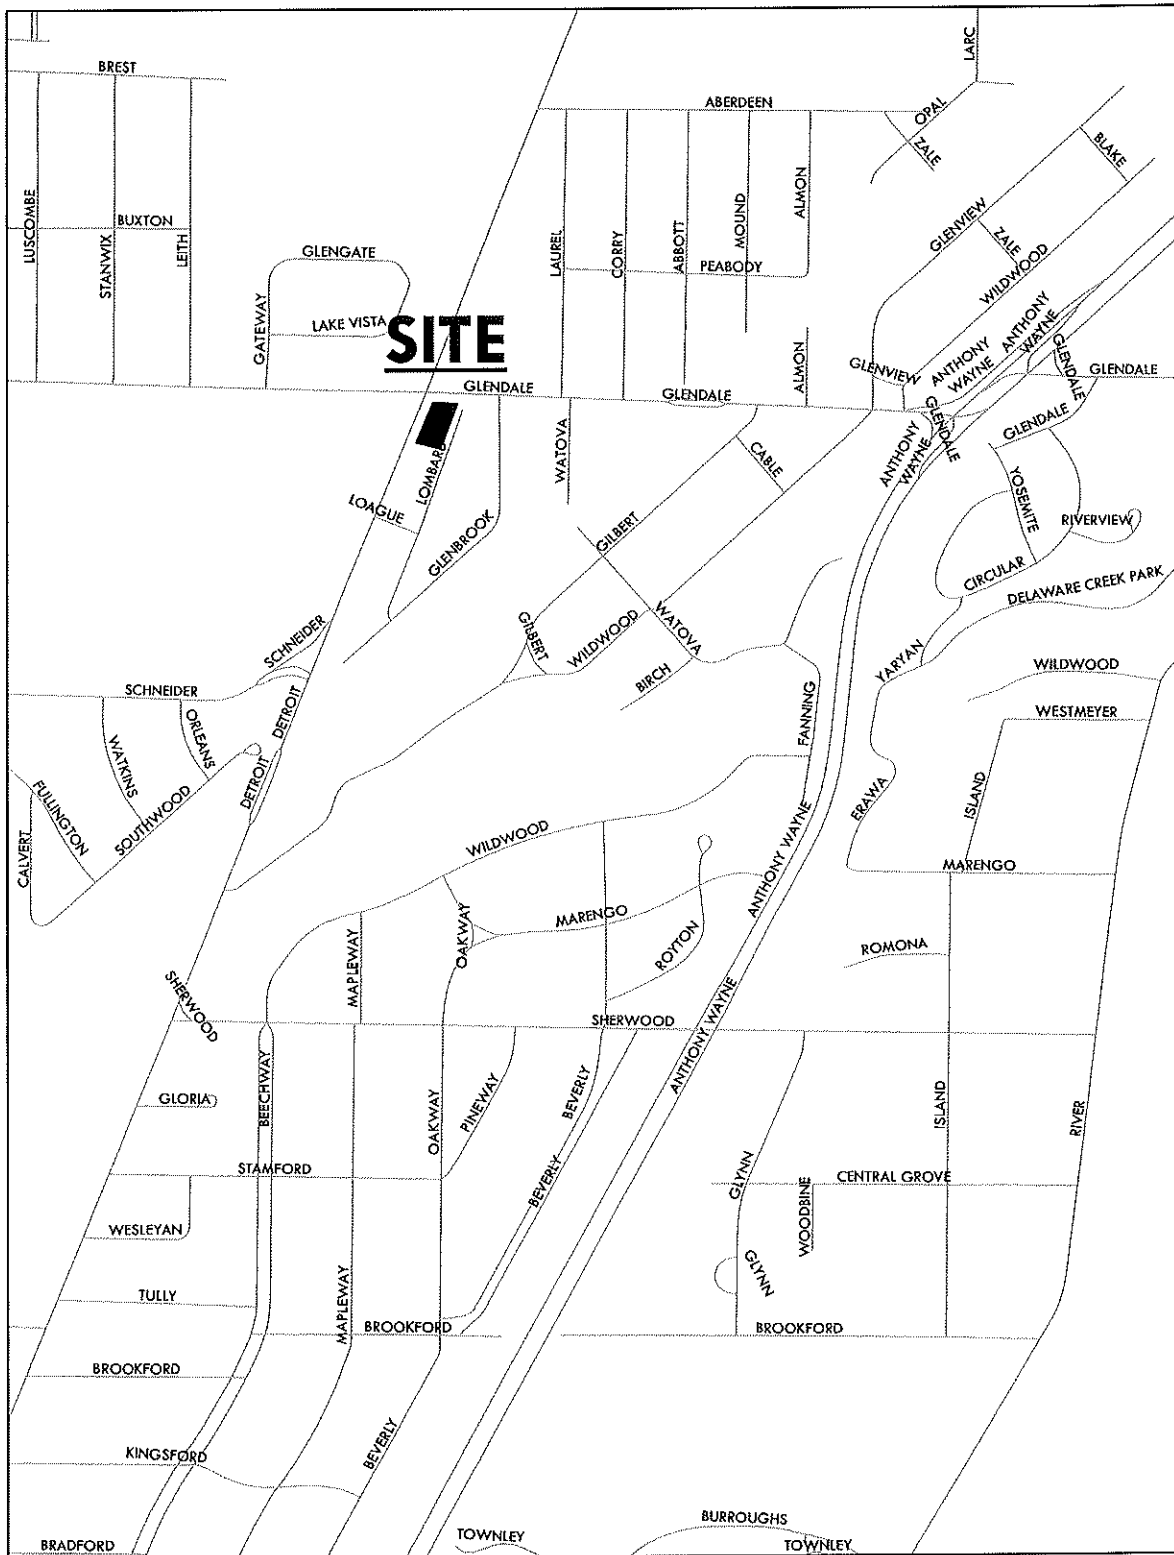 LARC
BREST
ABERDEEN
OPAL
ZALE
BLAKE
LUSCOMBE
BUXTON
STANWIX
LEITH
ALMON
MOUND
GLENVIEW
ZALE
GLENGATE
LAUREL
CORRY
ABBOTT
PEABODY
WILDWOOD
GATEWAY
LAKE VISTA
SITE
ANTHONY
WAYNE
ANTHONY
WAYNE
GLENDALE
ALMON
GLENVIEW
GLENDALE
GLENDALE
GLENDALE
GLENDALE
GLENDALE
ANTHONY
WAYNE
WATOVA
CABLE
LOMBARD
LOAGUE
YOSEMITE
RIVERVIEW
GLENBROOK
GILBERT
CIRCULAR
DELAWARE CREEK PARK
SCHNEIDER
GILBERT
WILDWOOD
WATOVA
BIRCH
YARYAN
WILDWOOD
SCHNEIDER
ORLEANS
DETROIT
FANNING
WESTMEYER
WATKINS
DETROIT
FULLINGTON
SOUTHWOOD
CALVERT
ERAWA
ISLAND
WILDWOOD
ANTHONY WAYNE
MARENGO
MARENGO
OAKWAY
ROYTON
ROMONA
MAPLEWAY
SHERWOOD
SHERWOOD
ANTHONY WAYNE
BEECHWAY
GLORIA
PINEWAY
BEVERLY
OAKWAY
ISLAND
RIVER
STAMFORD
BEVERLY
GLYNN
CENTRAL GROVE
WOODBINE
WESLEYAN
GLYNN
TULLY
MAPLEWAY
BROOKFORD
BROOKFORD
BROOKFORD
BEVERLY
KINGSFORD
BURROUGHS
TOWNLEY
TOWNLEY
BRADFORD